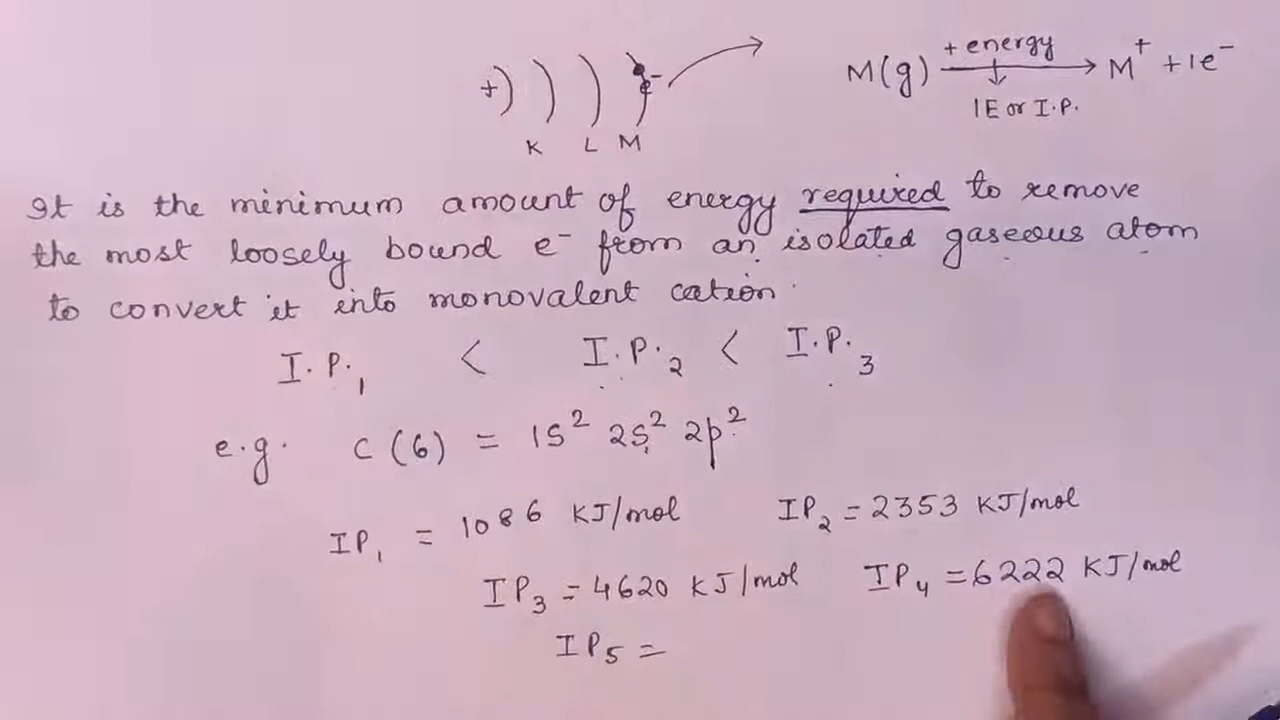 +) ) ) e⁻
K L M
M(g) + energy → M⁺ + 1e⁻
IE or I.P.
It is the minimum amount of energy required to remove
the most loosely bound e⁻ from an isolated gaseous atom
to convert it into monovalent cation.
I.P.₁ < I.P.₂ < I.P.₃
e.g. C (6) = 1S² 2S² 2p²
IP₁ = 1086 KJ/mol IP₂ = 2353 KJ/mol
IP₃ = 4620 KJ/mol IP₄ = 6222 KJ/mol
IP₅ =